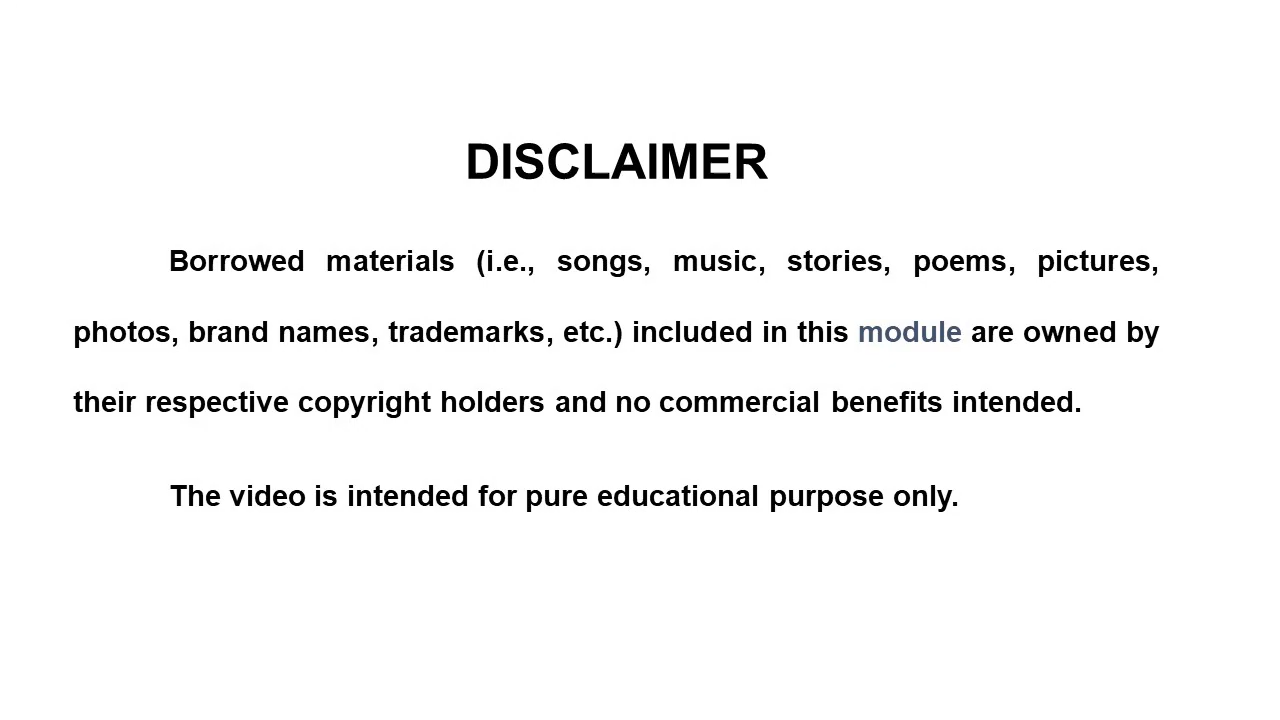 DISCLAIMER
Borrowed materials (i.e., songs, music, stories, poems, pictures,
photos, brand names, trademarks, etc.) included in this module are owned by
their respective copyright holders and no commercial benefits intended.
The video is intended for pure educational purpose only.